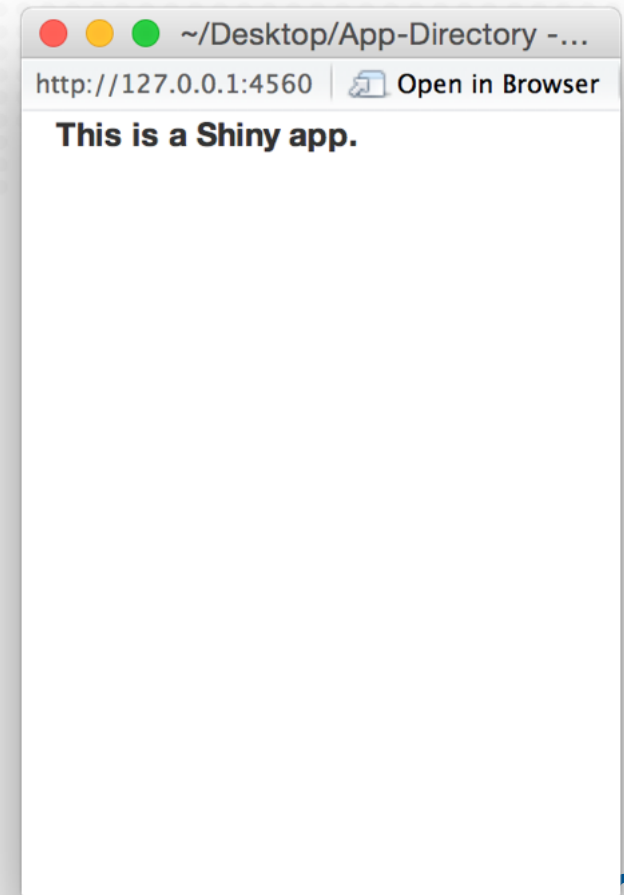 ~/Desktop/App-Directory -...
http://127.0.0.1:4560 Open in Browser
This is a Shiny app.